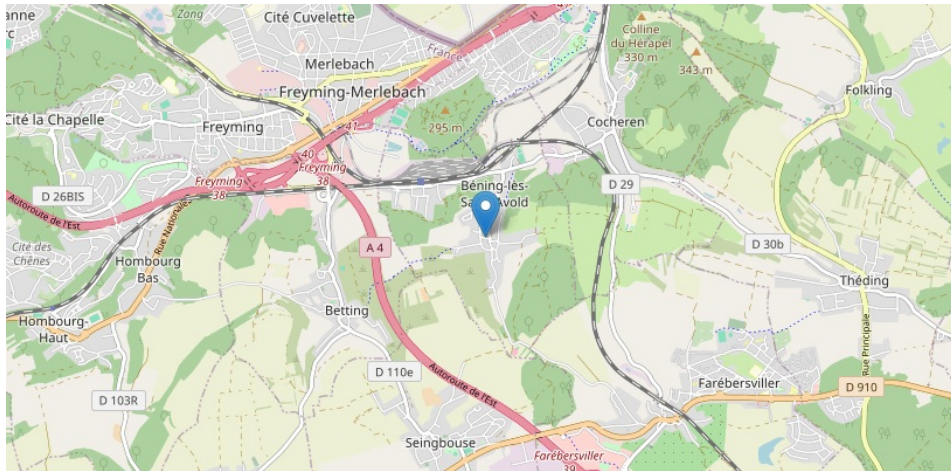 Zang
Cité Cuvelette
France
Colline
du Hérapel
330 m
343 m
Merlebach
Freyming-Merlebach
Folkling
Cité la Chapelle
Freyming
41
295 m
Cocheren
40
Freyming
38
Freyming
38
D 26BIS
Autoroute de l'Est
Béning-lès-
D 29
Rue Nationale
A 4
Cité des
Chênes
Hombourg
Bas
D 30b
Théding
Betting
Hombourg-
Haut
Rue Principale
Autoroute de l'Est
D 110e
Farébersviller
D 910
D 103R
Seingbouse
Farébersviller
39